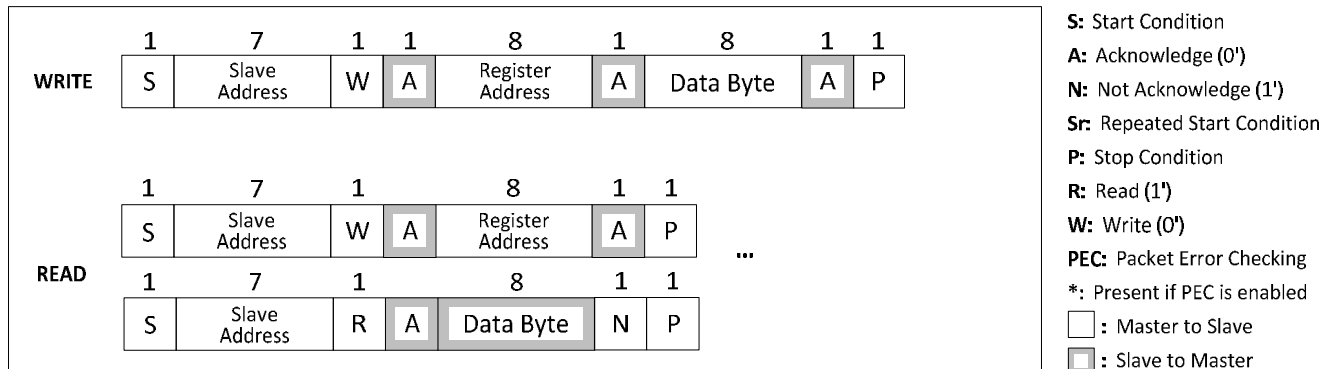 1 7 1 1 8 1 8 1 1
WRITE S Slave Address W A Register Address A Data Byte A P
1 7 1 8 1 1
S Slave Address W A Register Address A P ...
READ
1 7 1 8 1 1
S Slave Address R A Data Byte N P
S: Start Condition
A: Acknowledge (0')
N: Not Acknowledge (1')
Sr: Repeated Start Condition
P: Stop Condition
R: Read (1')
W: Write (0')
PEC: Packet Error Checking
*: Present if PEC is enabled
: Master to Slave
: Slave to Master